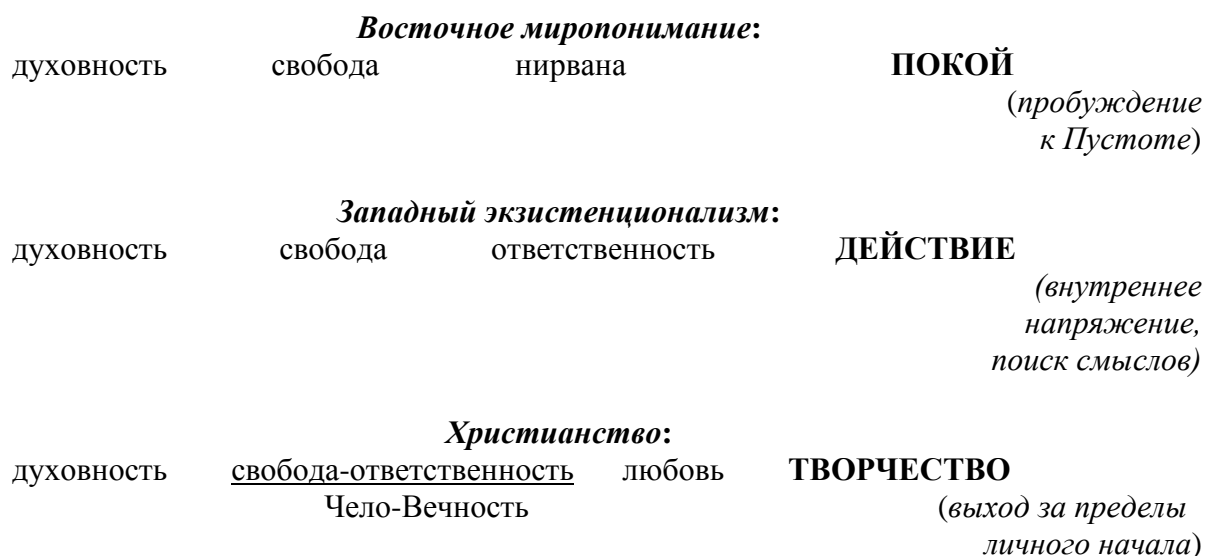 Восточное миропонимание:
духовность свобода нирвана ПОКОЙ
(пробуждение
к Пустоте)
Западный экзистенционализм:
духовность свобода ответственность ДЕЙСТВИЕ
(внутреннее
напряжение,
поиск смыслов)
Христианство:
духовность свобода-ответственность любовь ТВОРЧЕСТВО
Чело-Вечность (выход за пределы
личного начала)